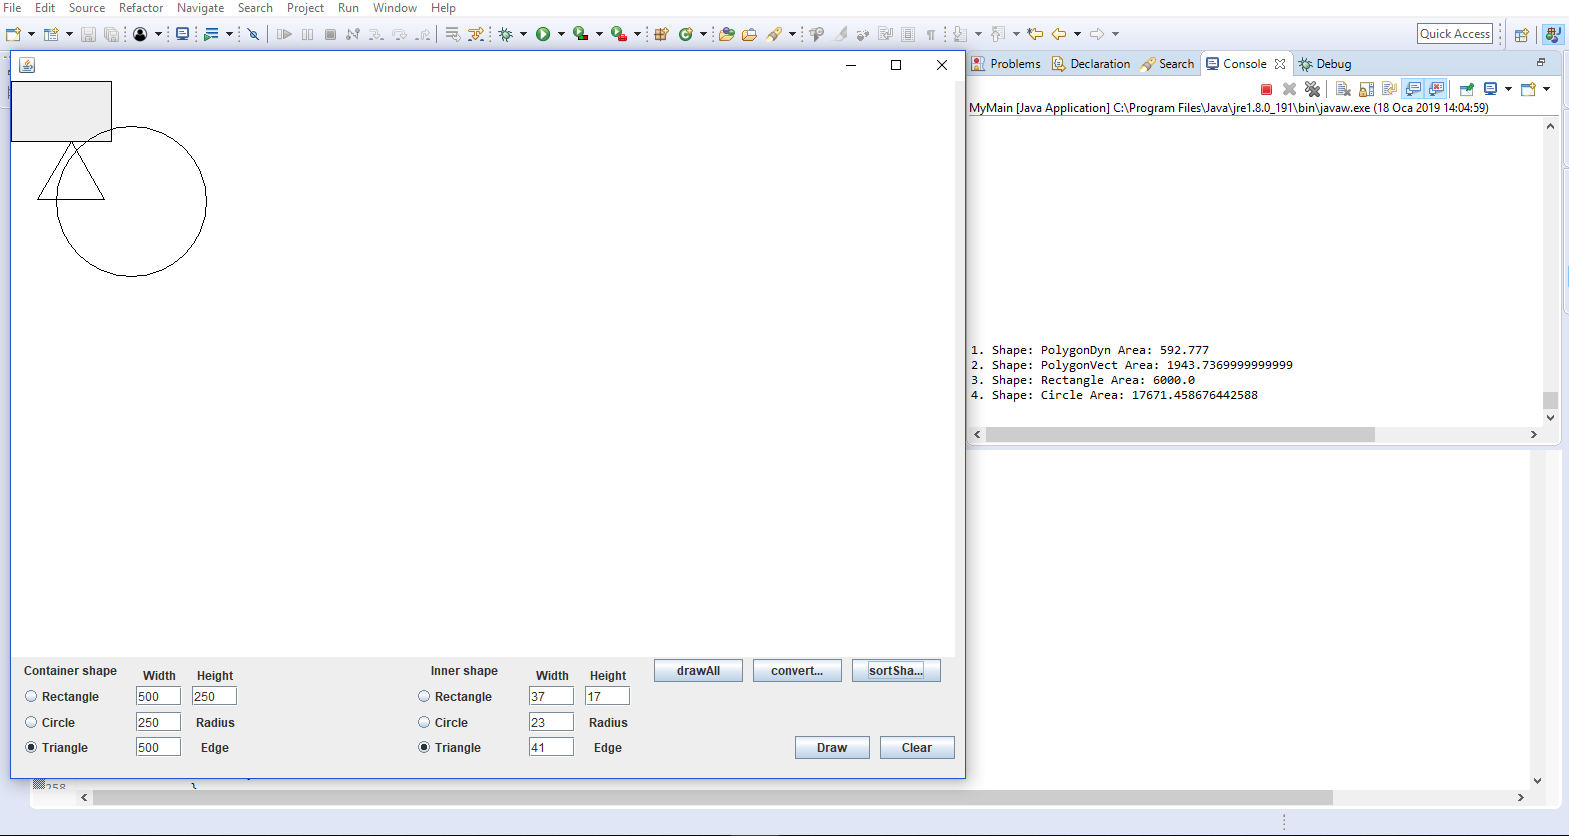 File Edit Source Refactor Navigate Search Project Run Window Help
Quick Access
Problems Declaration Search Console Debug
MyMain [Java Application] C:\Program Files\Java\jre1.8.0_191\bin\javaw.exe (18 Oca 2019 14:04:59)
1. Shape: PolygonDyn Area: 592.777
2. Shape: PolygonVect Area: 1943.7369999999999
3. Shape: Rectangle Area: 6000.0
4. Shape: Circle Area: 17671.458676442588
Container shape Width Height
Rectangle 500 250
Circle 250 Radius
Triangle 500 Edge
Inner shape Width Height
Rectangle 37 17
Circle 23 Radius
Triangle 41 Edge
drawAll convert... sortSha...
Draw Clear
258 }